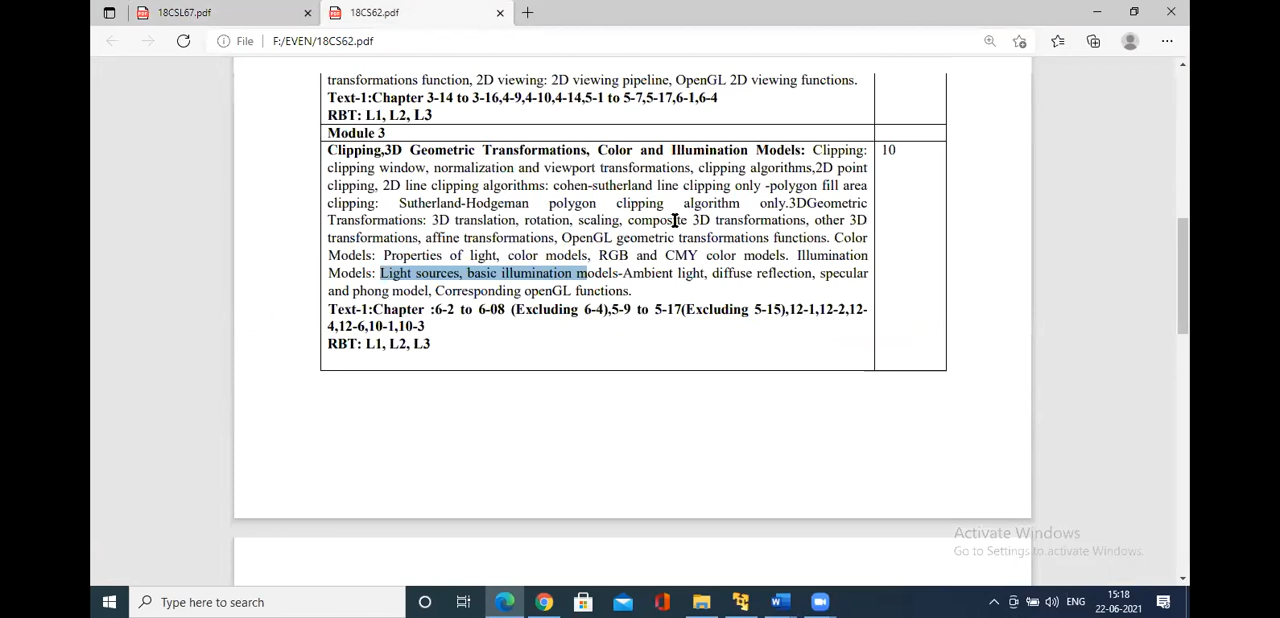 18CSL67.pdf
18CS62.pdf
File F:/EVEN/18CS62.pdf
transformations function, 2D viewing: 2D viewing pipeline, OpenGL 2D viewing functions.
Text-1:Chapter 3-14 to 3-16,4-9,4-10,4-14,5-1 to 5-7,5-17,6-1,6-4
RBT: L1, L2, L3
Module 3
Clipping,3D Geometric Transformations, Color and Illumination Models: Clipping: 10
clipping window, normalization and viewport transformations, clipping algorithms,2D point
clipping, 2D line clipping algorithms: cohen-sutherland line clipping only -polygon fill area
clipping: Sutherland-Hodgeman polygon clipping algorithm only.3DGeometric
Transformations: 3D translation, rotation, scaling, composite 3D transformations, other 3D
transformations, affine transformations, OpenGL geometric transformations functions. Color
Models: Properties of light, color models, RGB and CMY color models. Illumination
Models: Light sources, basic illumination models-Ambient light, diffuse reflection, specular
and phong model, Corresponding openGL functions.
Text-1:Chapter :6-2 to 6-08 (Excluding 6-4),5-9 to 5-17(Excluding 5-15),12-1,12-2,12-
4,12-6,10-1,10-3
RBT: L1, L2, L3
Activate Windows
Go to Settings to activate Windows.
Type here to search
ENG
15:18
22-06-2021